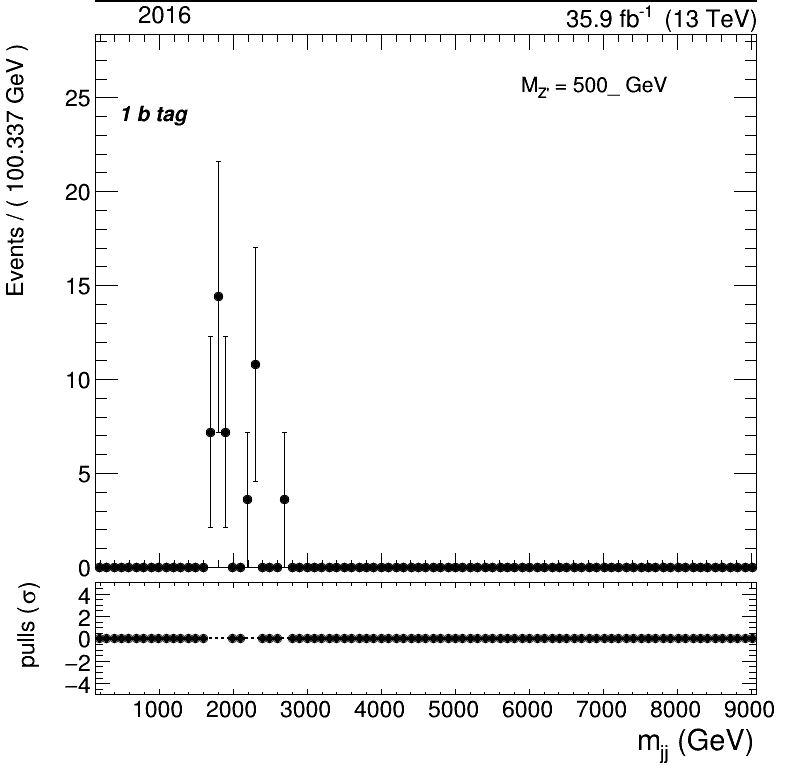 2016
35.9 fb-1 (13 TeV)
Events / ( 100.337 GeV )
MZ' = 500_ GeV
1 b tag
25
20
15
10
5
0
pulls (σ)
4
2
0
−2
−4
1000 2000 3000 4000 5000 6000 7000 8000 9000
mjj (GeV)